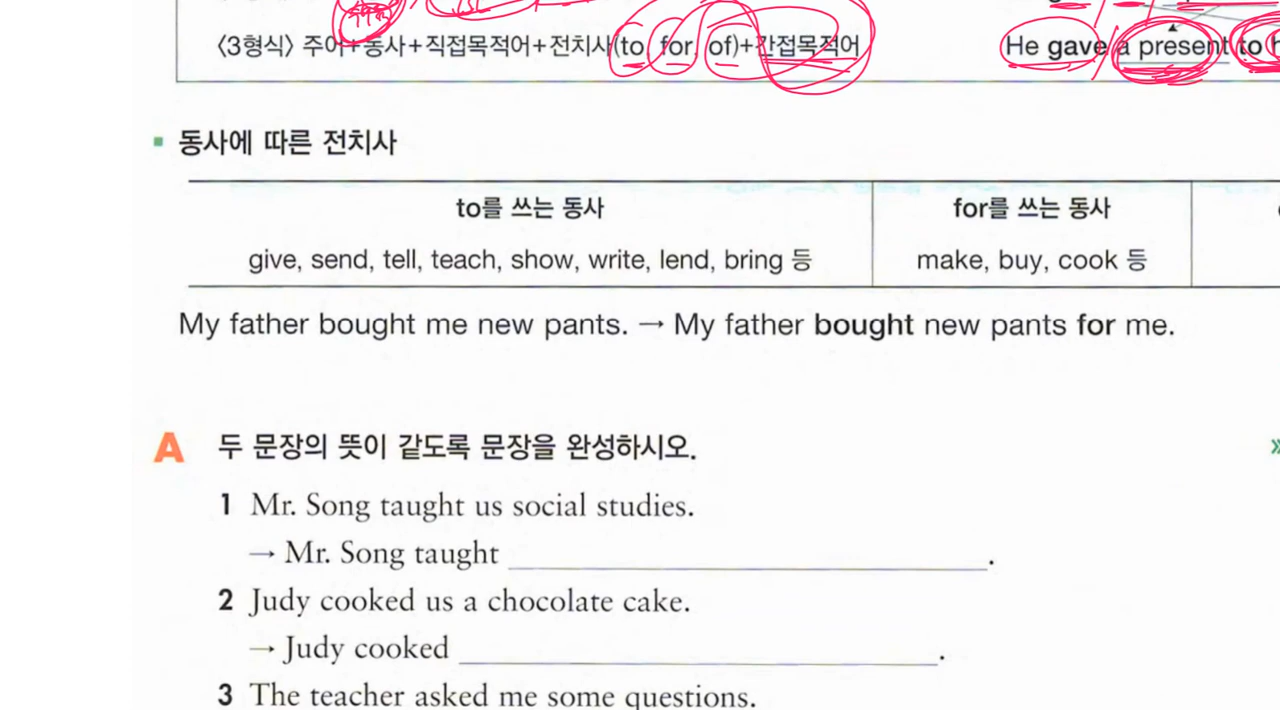 〈3형식〉 주어+동사+직접목적어+전치사(to, for, of)+간접목적어 He gave a present to
동사에 따른 전치사
to를 쓰는 동사 for를 쓰는 동사
give, send, tell, teach, show, write, lend, bring 등 make, buy, cook 등
My father bought me new pants. → My father bought new pants for me.
A 두 문장의 뜻이 같도록 문장을 완성하시오.
1 Mr. Song taught us social studies.
→ Mr. Song taught ________.
2 Judy cooked us a chocolate cake.
→ Judy cooked ________.
3 The teacher asked me some questions.